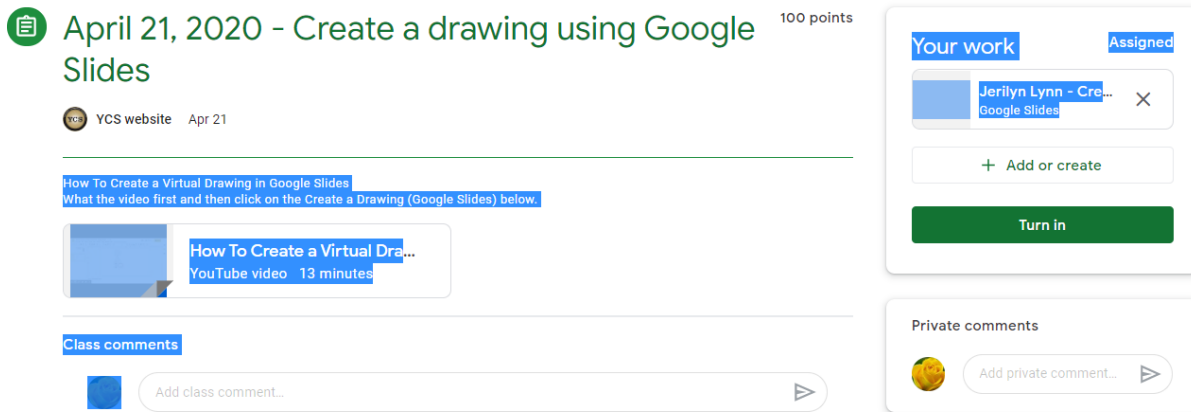 April 21, 2020 - Create a drawing using Google
Slides
100 points
YCS
YCS website Apr 21
How To Create a Virtual Drawing in Google Slides
What the video first and then click on the Create a Drawing (Google Slides) below.
How To Create a Virtual Dra...
YouTube video 13 minutes
Class comments
Add class comment...
Your work
Assigned
Jerilyn Lynn - Cre...
Google Slides
+ Add or create
Turn in
Private comments
Add private comment...